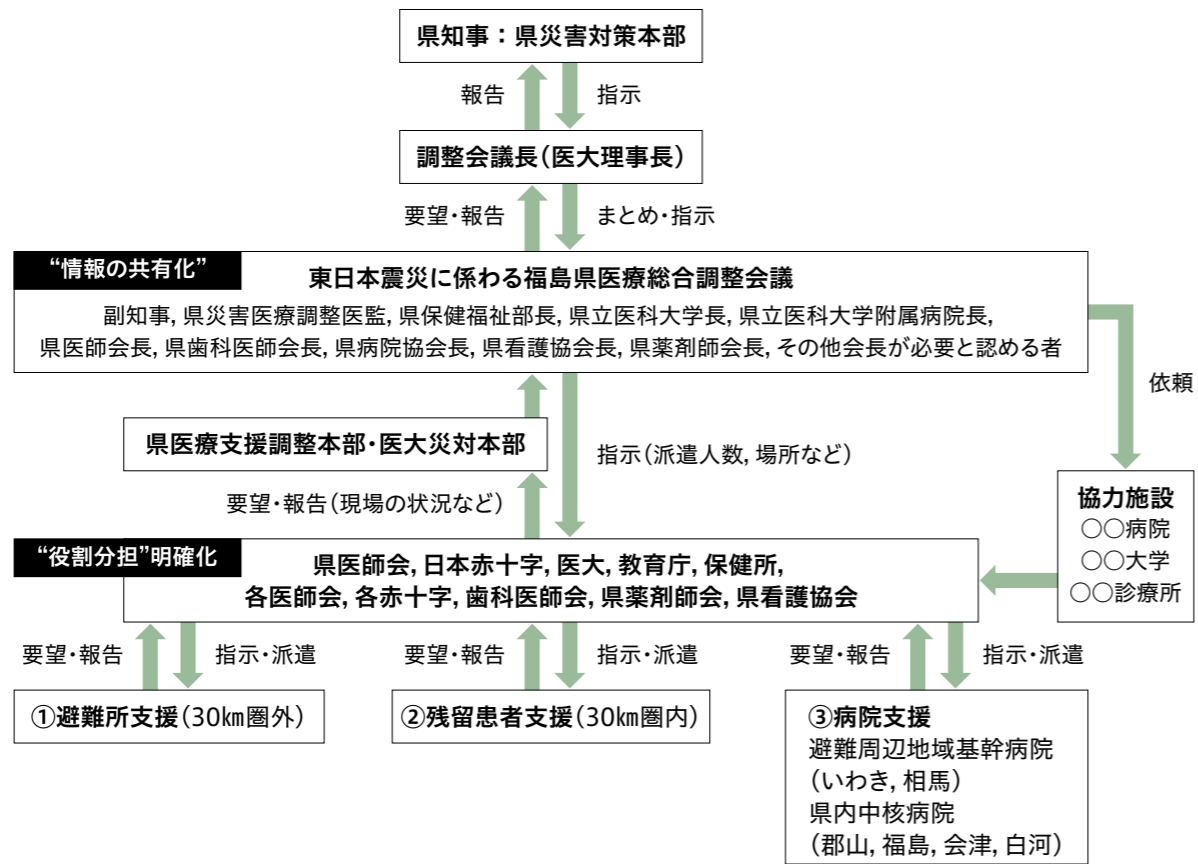 県知事：県災害対策本部
報告
指示
調整会議長（医大理事長）
要望・報告
まとめ・指示
“情報の共有化”
東日本震災に係わる福島県医療総合調整会議
副知事，県災害医療調整医監，県保健福祉部長，県立医科大学長，県立医科大学附属病院長，
県医師会長，県歯科医師会長，県病院協会長，県看護協会長，県薬剤師会長，その他会長が必要と認める者
依頼
県医療支援調整本部・医大災対本部
指示（派遣人数，場所など）
要望・報告（現場の状況など）
協力施設
○○病院
○○大学
○○診療所
“役割分担”明確化
県医師会，日本赤十字，医大，教育庁，保健所，
各医師会，各赤十字，歯科医師会，県薬剤師会，県看護協会
要望・報告
指示・派遣
要望・報告
指示・派遣
要望・報告
指示・派遣
①避難所支援（30㎞圏外）
②残留患者支援（30㎞圏内）
③病院支援
避難周辺地域基幹病院
（いわき，相馬）
県内中核病院
（郡山，福島，会津，白河）